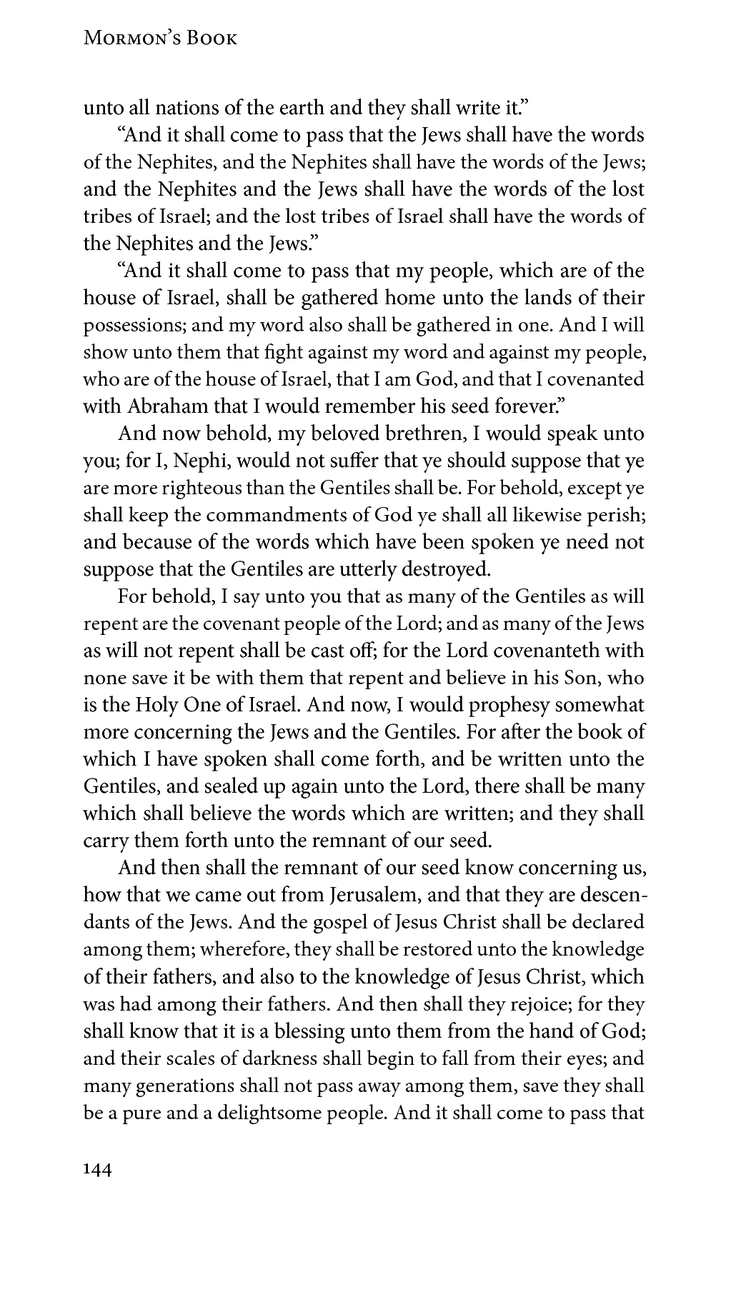 Mormon’s Book
unto all nations of the earth and they shall write it.”
“And it shall come to pass that the Jews shall have the words
of the Nephites, and the Nephites shall have the words of the Jews;
and the Nephites and the Jews shall have the words of the lost
tribes of Israel; and the lost tribes of Israel shall have the words of
the Nephites and the Jews.”
“And it shall come to pass that my people, which are of the
house of Israel, shall be gathered home unto the lands of their
possessions; and my word also shall be gathered in one. And I will
show unto them that fight against my word and against my people,
who are of the house of Israel, that I am God, and that I covenanted
with Abraham that I would remember his seed forever.”
And now behold, my beloved brethren, I would speak unto
you; for I, Nephi, would not suffer that ye should suppose that ye
are more righteous than the Gentiles shall be. For behold, except ye
shall keep the commandments of God ye shall all likewise perish;
and because of the words which have been spoken ye need not
suppose that the Gentiles are utterly destroyed.
For behold, I say unto you that as many of the Gentiles as will
repent are the covenant people of the Lord; and as many of the Jews
as will not repent shall be cast off; for the Lord covenanteth with
none save it be with them that repent and believe in his Son, who
is the Holy One of Israel. And now, I would prophesy somewhat
more concerning the Jews and the Gentiles. For after the book of
which I have spoken shall come forth, and be written unto the
Gentiles, and sealed up again unto the Lord, there shall be many
which shall believe the words which are written; and they shall
carry them forth unto the remnant of our seed.
And then shall the remnant of our seed know concerning us,
how that we came out from Jerusalem, and that they are descen-
dants of the Jews. And the gospel of Jesus Christ shall be declared
among them; wherefore, they shall be restored unto the knowledge
of their fathers, and also to the knowledge of Jesus Christ, which
was had among their fathers. And then shall they rejoice; for they
shall know that it is a blessing unto them from the hand of God;
and their scales of darkness shall begin to fall from their eyes; and
many generations shall not pass away among them, save they shall
be a pure and a delightsome people. And it shall come to pass that
144